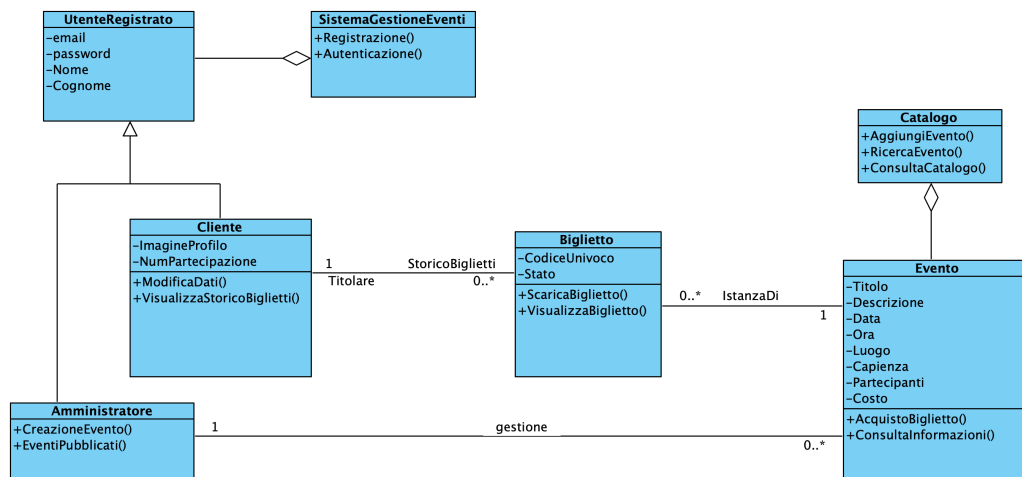 UtenteRegistrato
-email
-password
-Nome
-Cognome
SistemaGestioneEventi
+Registrazione()
+Autenticazione()
Catalogo
+AggiungiEvento()
+RicercaEvento()
+ConsultaCatalogo()
Cliente
-ImagineProfilo
-NumPartecipazione
+ModificaDati()
+VisualizzaStoricoBiglietti()
1
Titolare
StoricoBiglietti
0..*
Biglietto
-CodiceUnivoco
-Stato
+ScaricaBiglietto()
+VisualizzaBiglietto()
0..*
IstanzaDi
1
Evento
-Titolo
-Descrizione
-Data
-Ora
-Luogo
-Capienza
-Partecipanti
-Costo
+AcquistoBiglietto()
+ConsultaInformazioni()
Amministratore
+CreazioneEvento()
+EventiPubblicati()
1
gestione
0..*